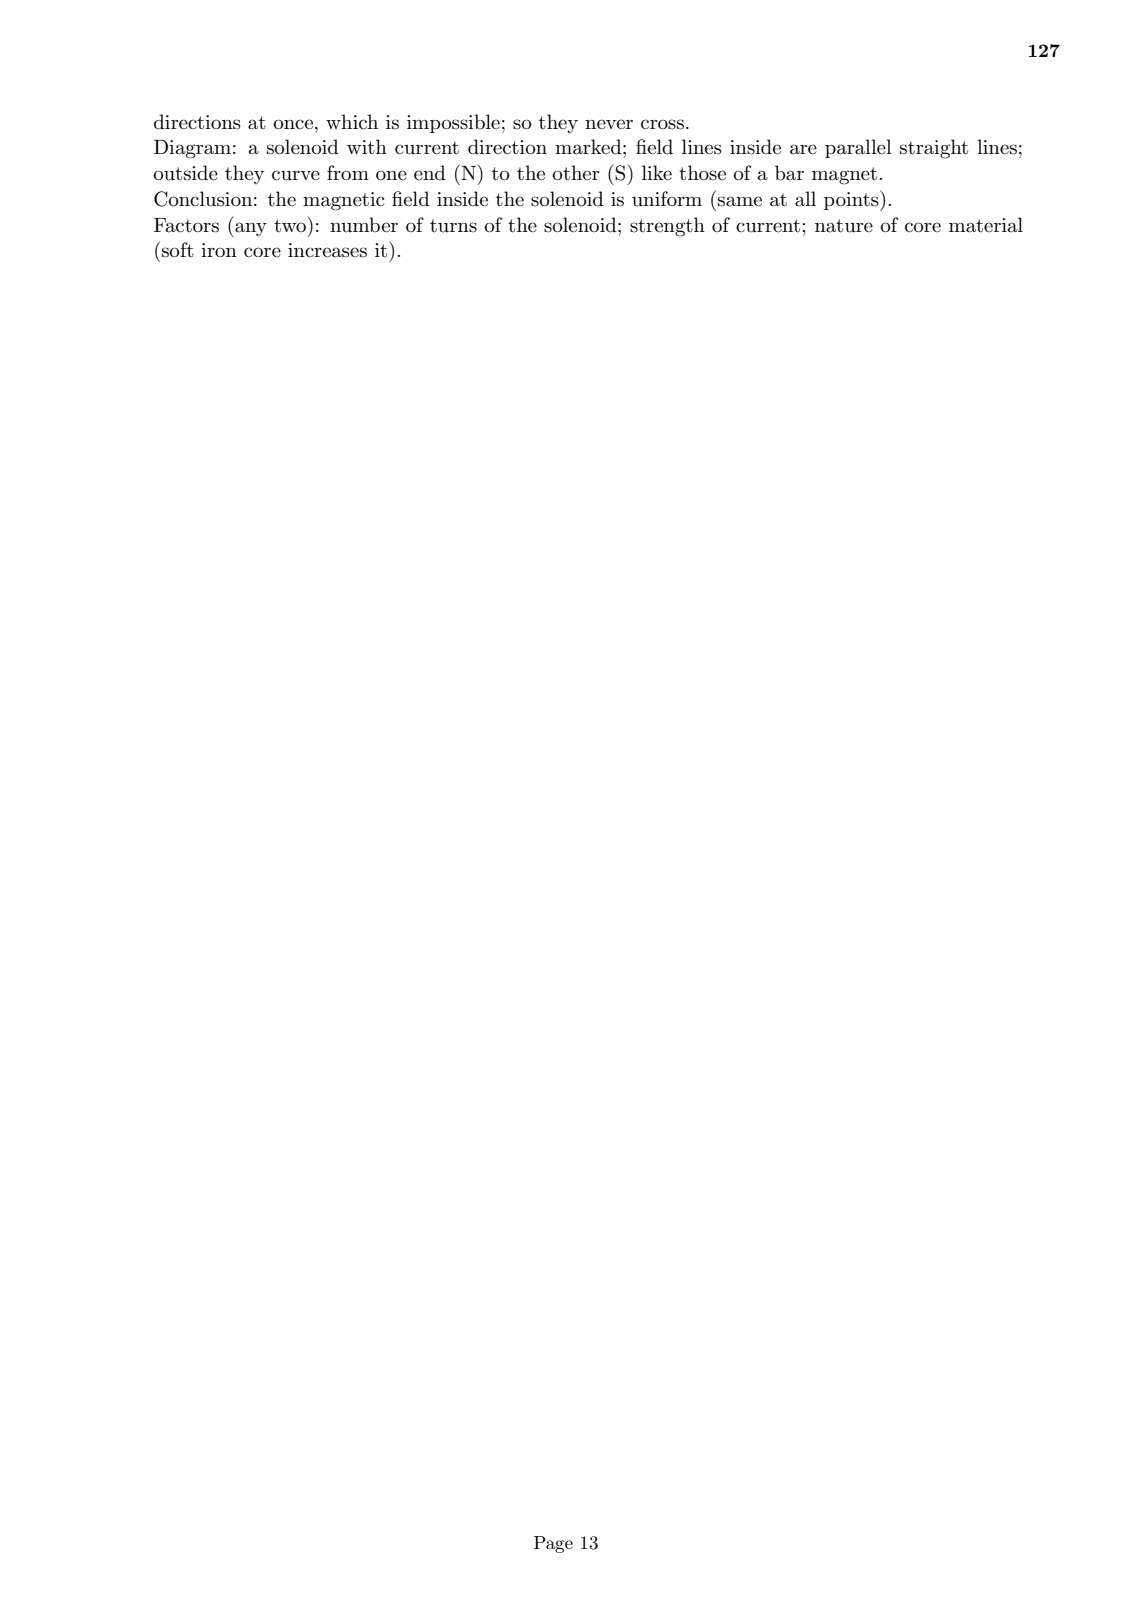 127
directions at once, which is impossible; so they never cross.
Diagram: a solenoid with current direction marked; field lines inside are parallel straight lines;
outside they curve from one end (N) to the other (S) like those of a bar magnet.
Conclusion: the magnetic field inside the solenoid is uniform (same at all points).
Factors (any two): number of turns of the solenoid; strength of current; nature of core material
(soft iron core increases it).
Page 13